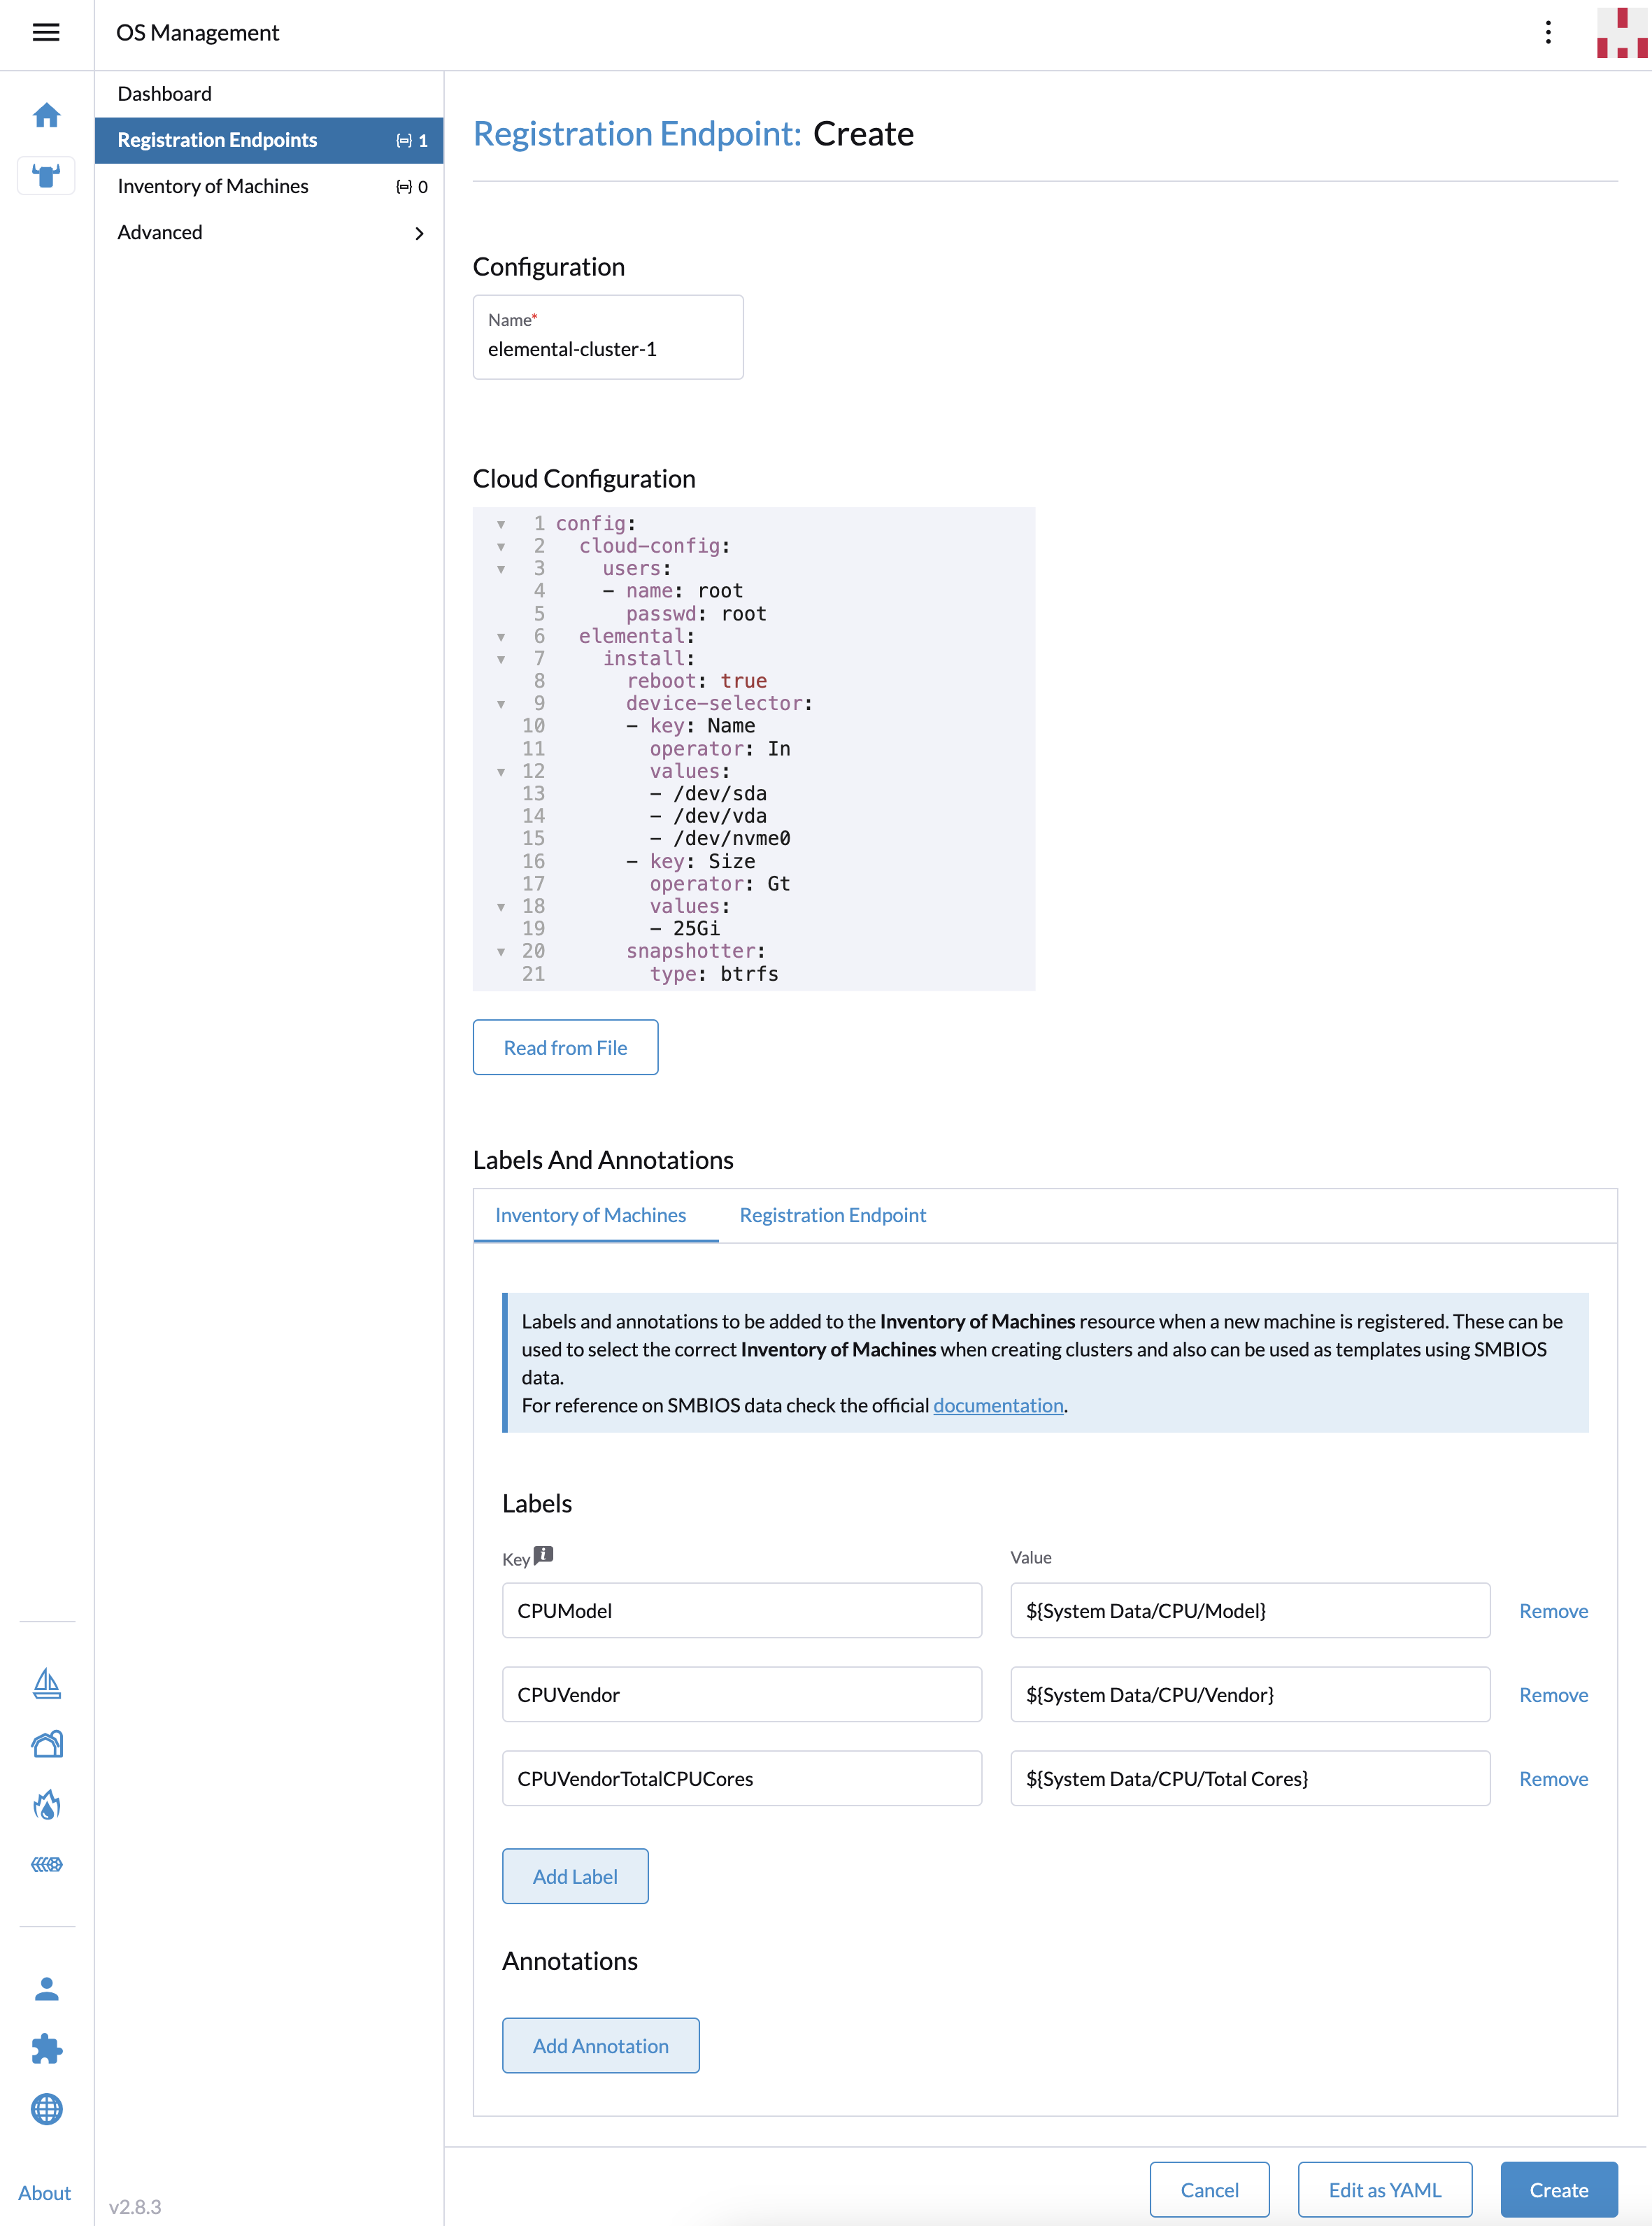 OS Management
Dashboard
Registration Endpoints 1
Inventory of Machines 0
Advanced
Registration Endpoint: Create
Configuration
Name*
elemental-cluster-1
Cloud Configuration
1 config:
2   cloud-config:
3     users:
4     - name: root
5       passwd: root
6   elemental:
7     install:
8       reboot: true
9       device-selector:
10       - key: Name
11         operator: In
12         values:
13         - /dev/sda
14         - /dev/vda
15         - /dev/nvme0
16       - key: Size
17         operator: Gt
18         values:
19         - 25Gi
20       snapshotter:
21         type: btrfs
Read from File
Labels And Annotations
Inventory of Machines Registration Endpoint
Labels and annotations to be added to the Inventory of Machines resource when a new machine is registered. These can be
used to select the correct Inventory of Machines when creating clusters and also can be used as templates using SMBIOS
data.
For reference on SMBIOS data check the official documentation.
Labels
Key Value
CPUModel ${System Data/CPU/Model} Remove
CPUVendor ${System Data/CPU/Vendor} Remove
CPUVendorTotalCPUCores ${System Data/CPU/Total Cores} Remove
Add Label
Annotations
Add Annotation
About
v2.8.3
Cancel Edit as YAML Create